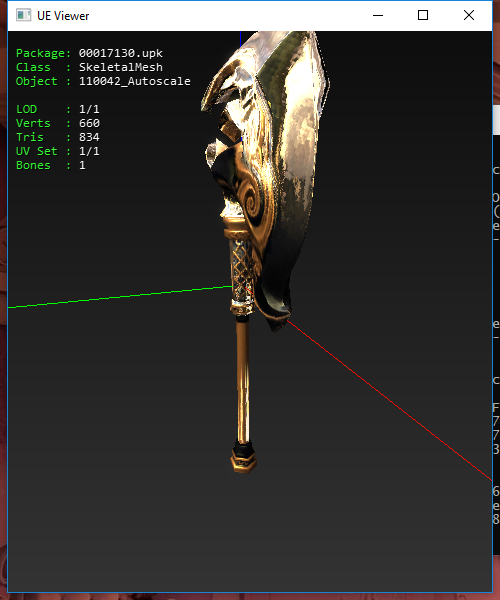 UE Viewer
Package: 00017130.upk
Class  : SkeletalMesh
Object : 110042_Autoscale
LOD    : 1/1
Verts  : 660
Tris   : 834
UV Set : 1/1
Bones  : 1